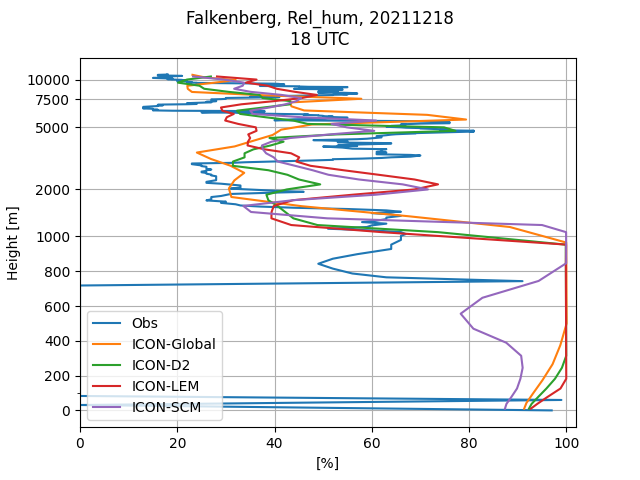 Falkenberg, Rel_hum, 20211218
18 UTC
Height [m]
10000
7500
5000
2000
1000
800
600
400
200
0
Obs
ICON-Global
ICON-D2
ICON-LEM
ICON-SCM
0 20 40 60 80 100
[%]